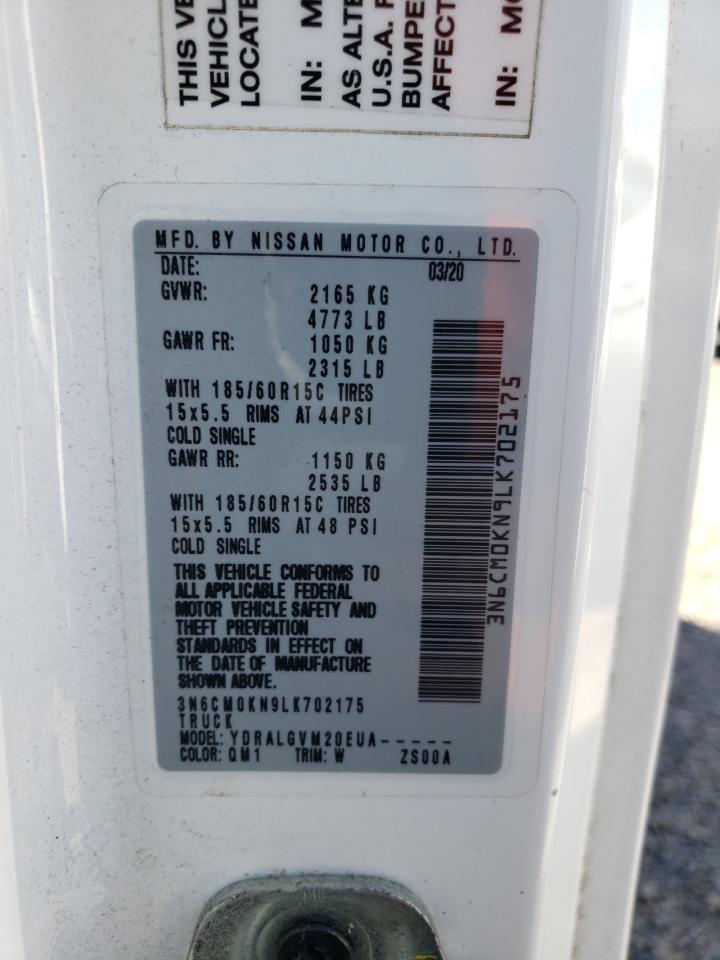 THIS VE
VEHICLE
LOCATE
IN: M
AS ALTE
U.S.A. F
BUMPE
AFFECT
IN: MO
MFD. BY NISSAN MOTOR CO., LTD.
DATE: 03/20
GVWR: 2165 KG
4773 LB
GAWR FR: 1050 KG
2315 LB
WITH 185/60R15C TIRES
15x5.5 RIMS AT 44PSI
COLD SINGLE
GAWR RR: 1150 KG
2535 LB
WITH 185/60R15C TIRES
15x5.5 RIMS AT 48 PSI
COLD SINGLE
THIS VEHICLE CONFORMS TO
ALL APPLICABLE FEDERAL
MOTOR VEHICLE SAFETY AND
THEFT PREVENTION
STANDARDS IN EFFECT ON
THE DATE OF MANUFACTURE
SHOWN ABOVE.
3N6CM0KN9LK702175
TRUCK
MODEL: YDRALGVM20EUA-----
COLOR: QM1 TRIM: W ZS00A
3N6CM0KN9LK702175